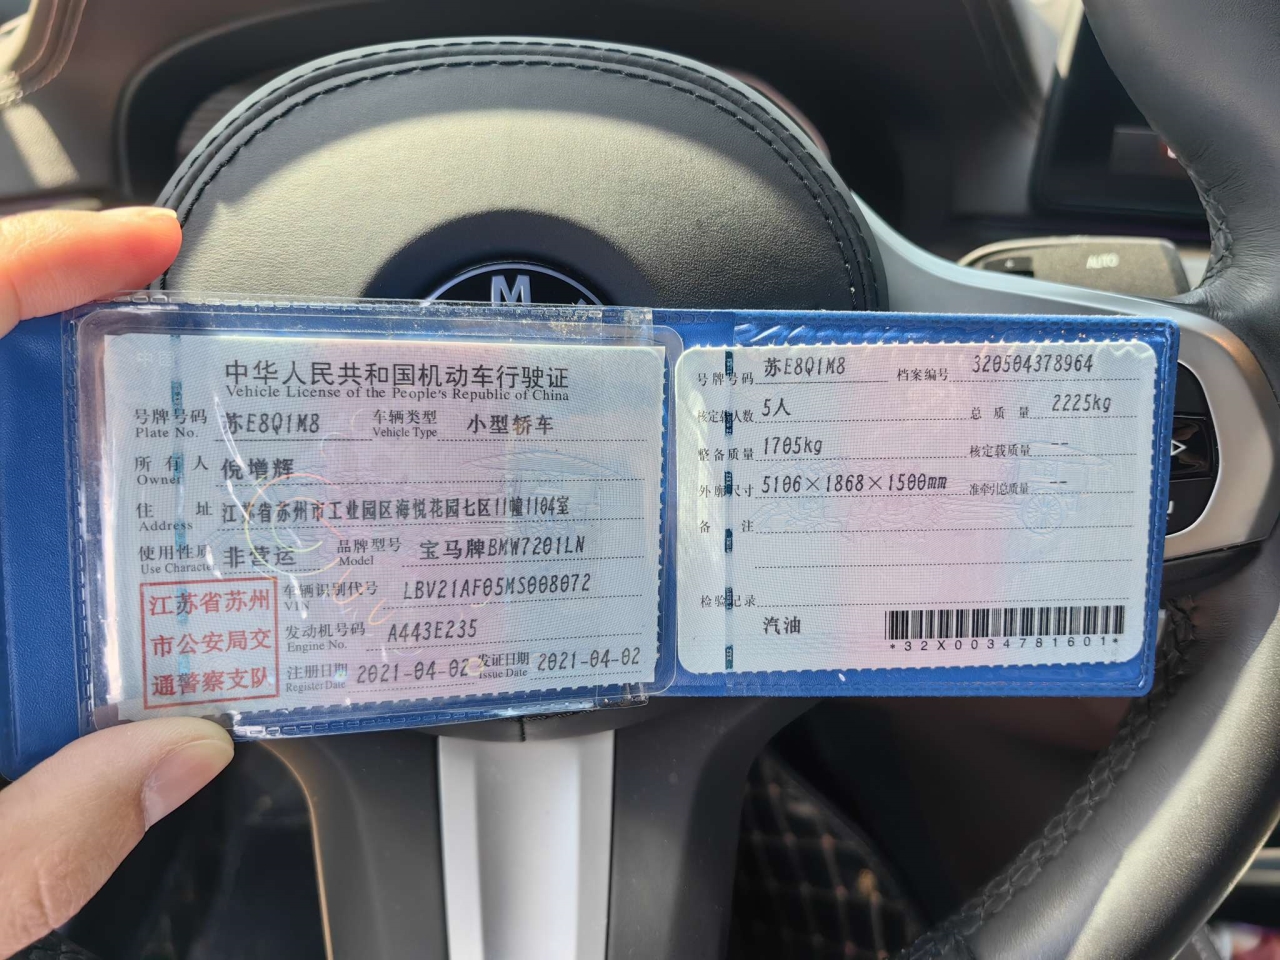 AUTO
M
中华人民共和国机动车行驶证
Vehicle License of the People's Republic of China
号牌号码 苏E8Q1M8 车辆类型 小型轿车
Plate No. Vehicle Type
所有人 倪增辉
Owner
住址 江苏省苏州市工业园区海悦花园七区11幢1104室
Address
使用性质 非营运 品牌型号 宝马牌BMW7201LN
Use Character Model
江苏省苏州
市公安局交
通警察支队
车辆识别代号 LBV21AF05MS008072
VIN
发动机号码 A443E235
Engine No.
注册日期 2021-04-02 发证日期 2021-04-02
Register Date Issue Date
号牌号码 苏E8Q1M8 档案编号 320504378964
核定载人数 5人 总质量 2225kg
整备质量 1705kg 核定载质量 --
外廓尺寸 5106×1868×1500mm 准牵引总质量 --
备注
检验记录
汽油
*32X0034781601*